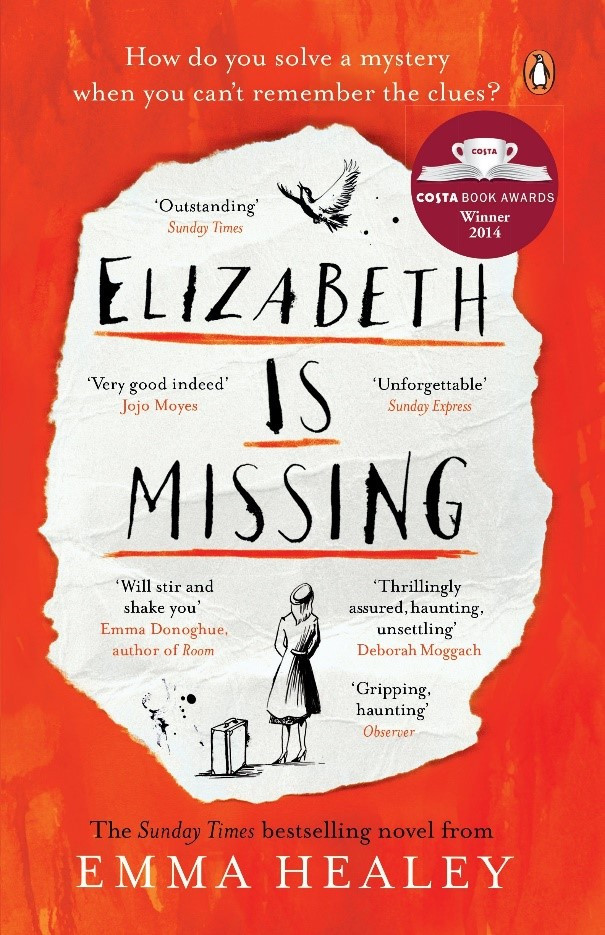 How do you solve a mystery
when you can't remember the clues?
COSTA
COSTA BOOK AWARDS
Winner
2014
'Outstanding'
Sunday Times
ELIZABETH
'Very good indeed'
Jojo Moyes
IS
'Unforgettable'
Sunday Express
MISSING
'Will stir and
shake you'
Emma Donoghue,
author of Room
'Thrillingly
assured, haunting,
unsettling'
Deborah Moggach
'Gripping,
haunting'
Observer
The Sunday Times bestselling novel from
EMMA HEALEY